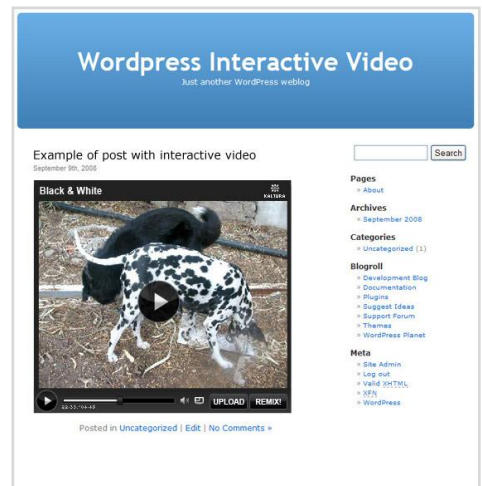 Wordpress Interactive Video
Just another WordPress weblog
Example of post with interactive video
September 9th, 2008
Black & White
KALTURA
UPLOAD
REMIX!
Posted in Uncategorized | Edit | No Comments »
Search
Pages
» About
Archives
» September 2008
Categories
» Uncategorized (1)
Blogroll
» Development Blog
» Documentation
» Plugins
» Suggest Ideas
» Support Forum
» Themes
» WordPress Planet
Meta
» Site Admin
» Log out
» Valid XHTML
» XFN
» WordPress